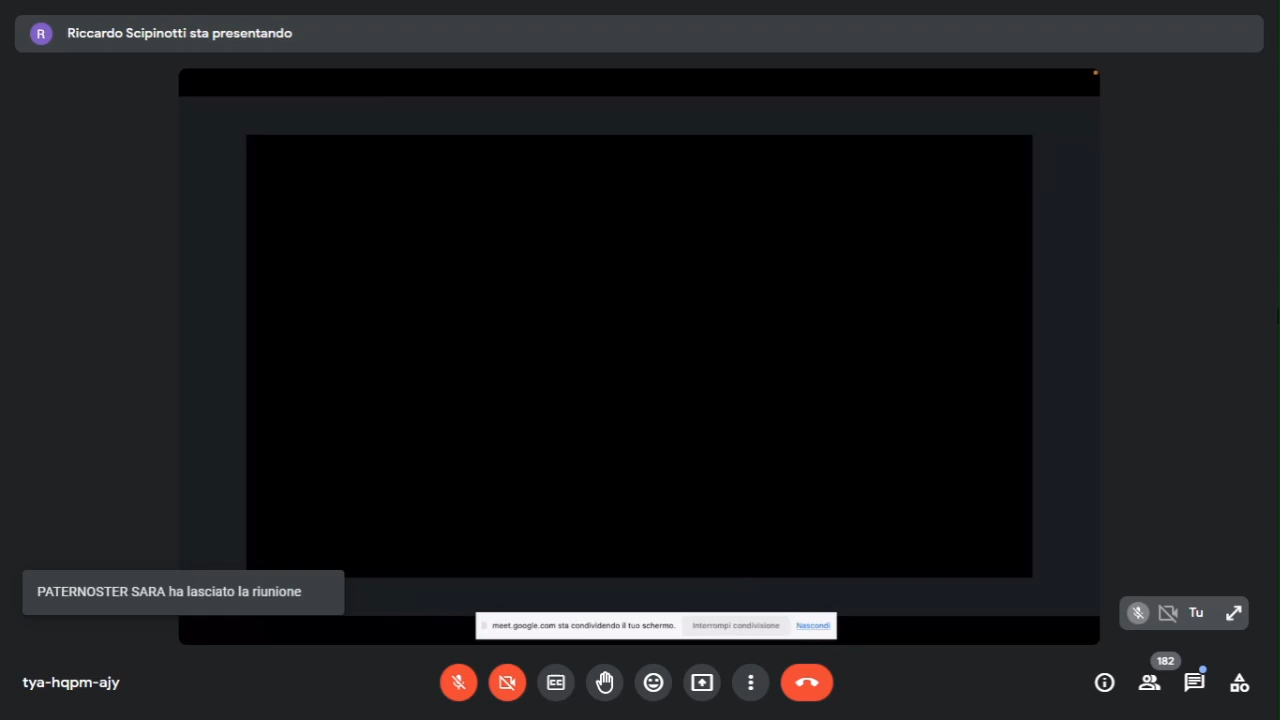 R
Riccardo Scipinotti sta presentando
PATERNOSTER SARA ha lasciato la riunione
meet.google.com sta condividendo il tuo schermo. Interrompi condivisione Nascondi
Tu
tya-hqpm-ajy
CC
182